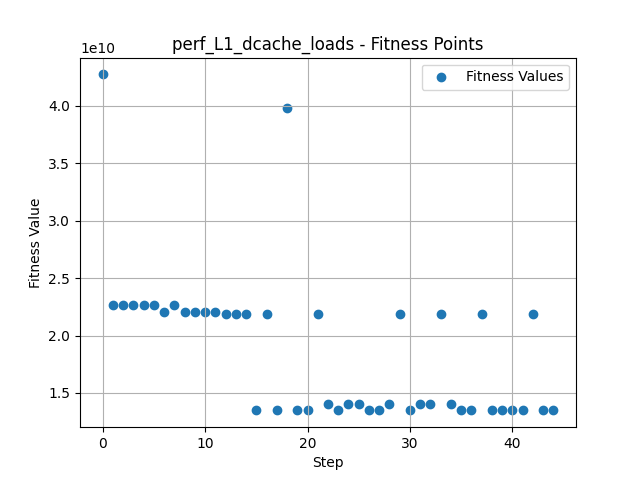 perf_L1_dcache_loads - Fitness Points
1e10
Fitness Values
4.0
3.5
3.0
2.5
2.0
1.5
Fitness Value
0 10 20 30 40
Step